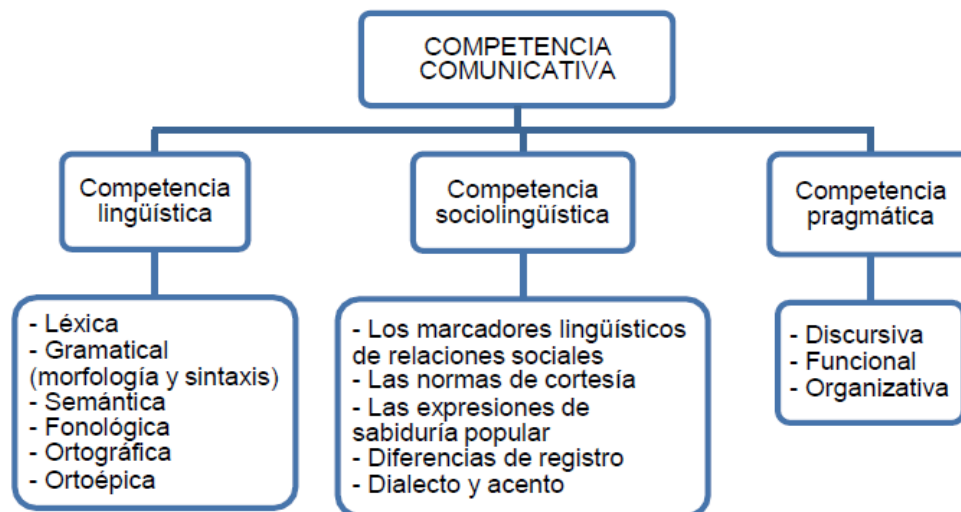 COMPETENCIA
COMUNICATIVA
Competencia
lingüística
Competencia
sociolingüística
Competencia
pragmática
- Léxica
- Gramatical
(morfología y sintaxis)
- Semántica
- Fonológica
- Ortográfica
- Ortoépica
- Los marcadores lingüísticos
de relaciones sociales
- Las normas de cortesía
- Las expresiones de
sabiduría popular
- Diferencias de registro
- Dialecto y acento
- Discursiva
- Funcional
- Organizativa